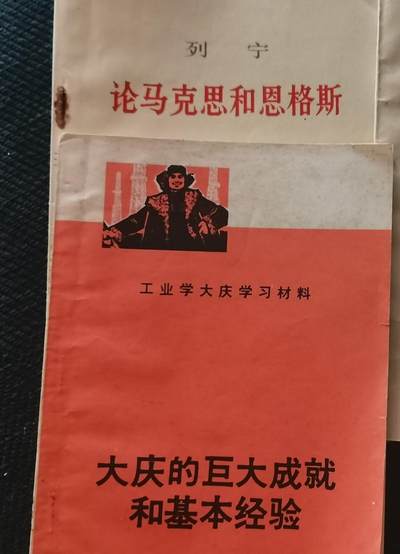 列 宁
论马克思和恩格斯
工业学大庆学习材料
大庆的巨大成就
和基本经验